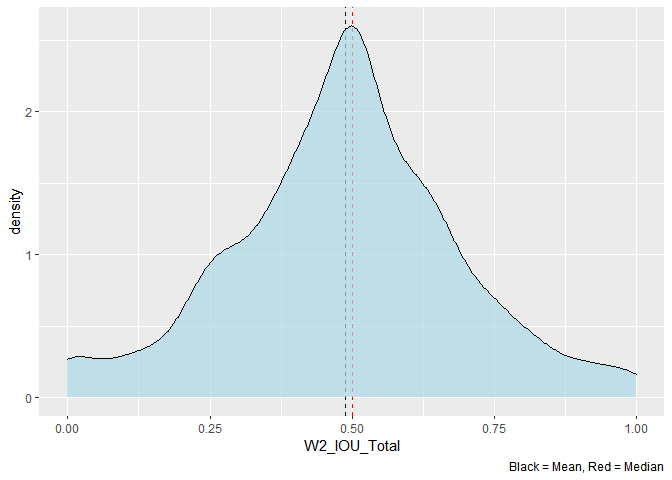 density
2
1
0
0.00 0.25 0.50 0.75 1.00
W2_IOU_Total
Black = Mean, Red = Median